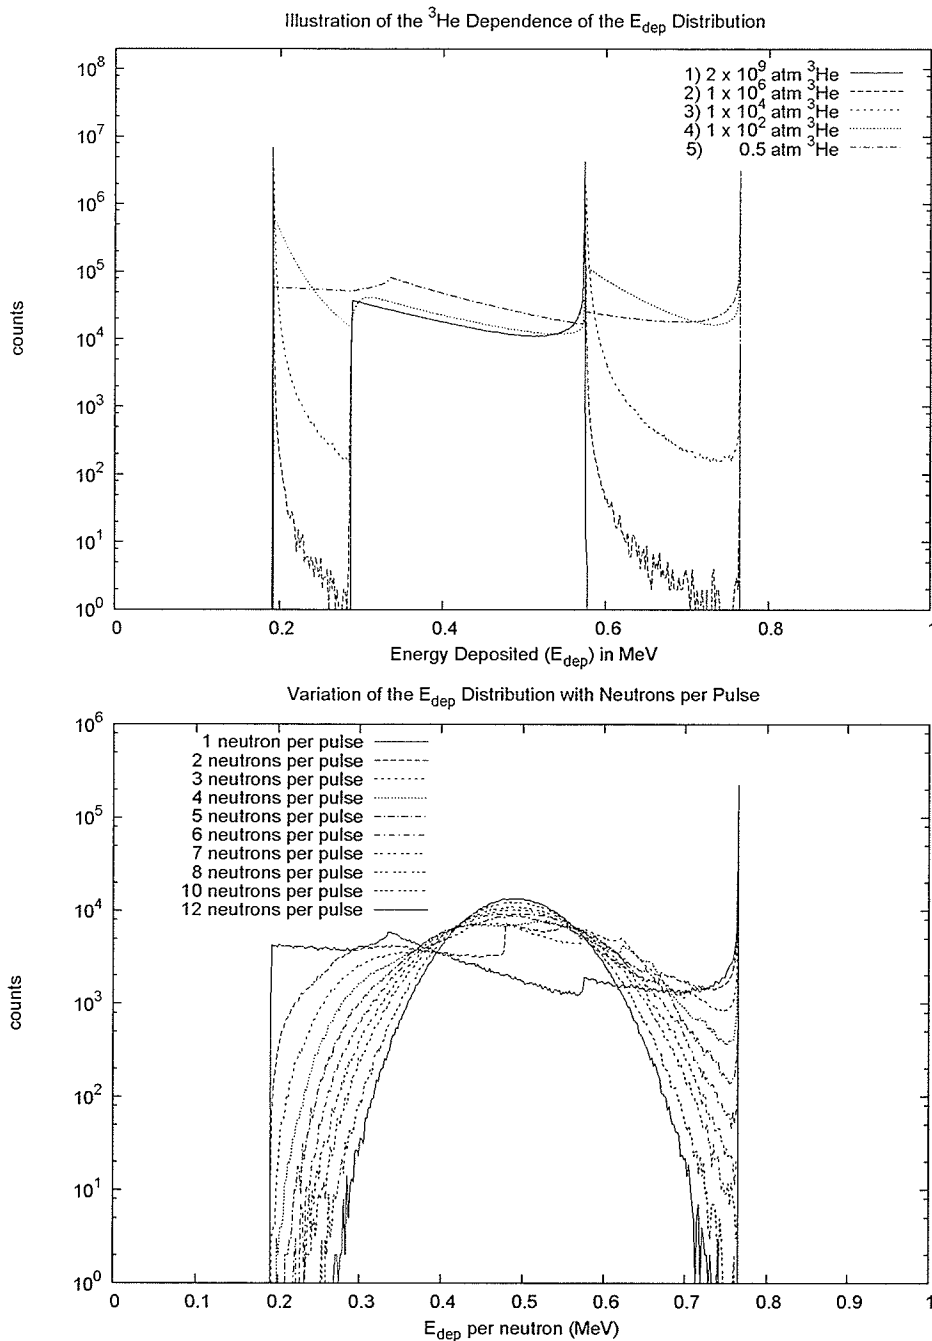 Illustration of the ³He Dependence of the E_dep Distribution
10⁸
10⁷
10⁶
10⁵
10⁴
10³
10²
10¹
10⁰
counts
1) 2 x 10⁹ atm ³He
2) 1 x 10⁶ atm ³He
3) 1 x 10⁴ atm ³He
4) 1 x 10² atm ³He
5) 0.5 atm ³He
0 0.2 0.4 0.6 0.8 1
Energy Deposited (E_dep) in MeV
Variation of the E_dep Distribution with Neutrons per Pulse
10⁶
10⁵
10⁴
10³
10²
10¹
10⁰
counts
1 neutron per pulse
2 neutrons per pulse
3 neutrons per pulse
4 neutrons per pulse
5 neutrons per pulse
6 neutrons per pulse
7 neutrons per pulse
8 neutrons per pulse
10 neutrons per pulse
12 neutrons per pulse
0 0.1 0.2 0.3 0.4 0.5 0.6 0.7 0.8 0.9 1
E_dep per neutron (MeV)